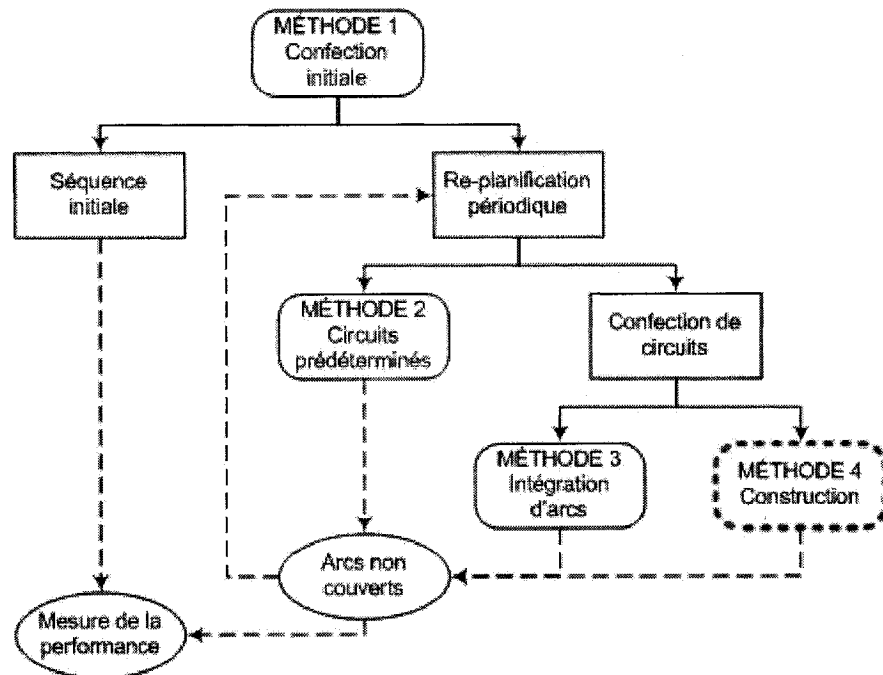 MÉTHODE 1
Confection
initiale
Séquence
initiale
Re-planification
périodique
MÉTHODE 2
Circuits
prédéterminés
Confection de
circuits
MÉTHODE 3
Intégration
d'arcs
MÉTHODE 4
Construction
Arcs non
couverts
Mesure de la
performance